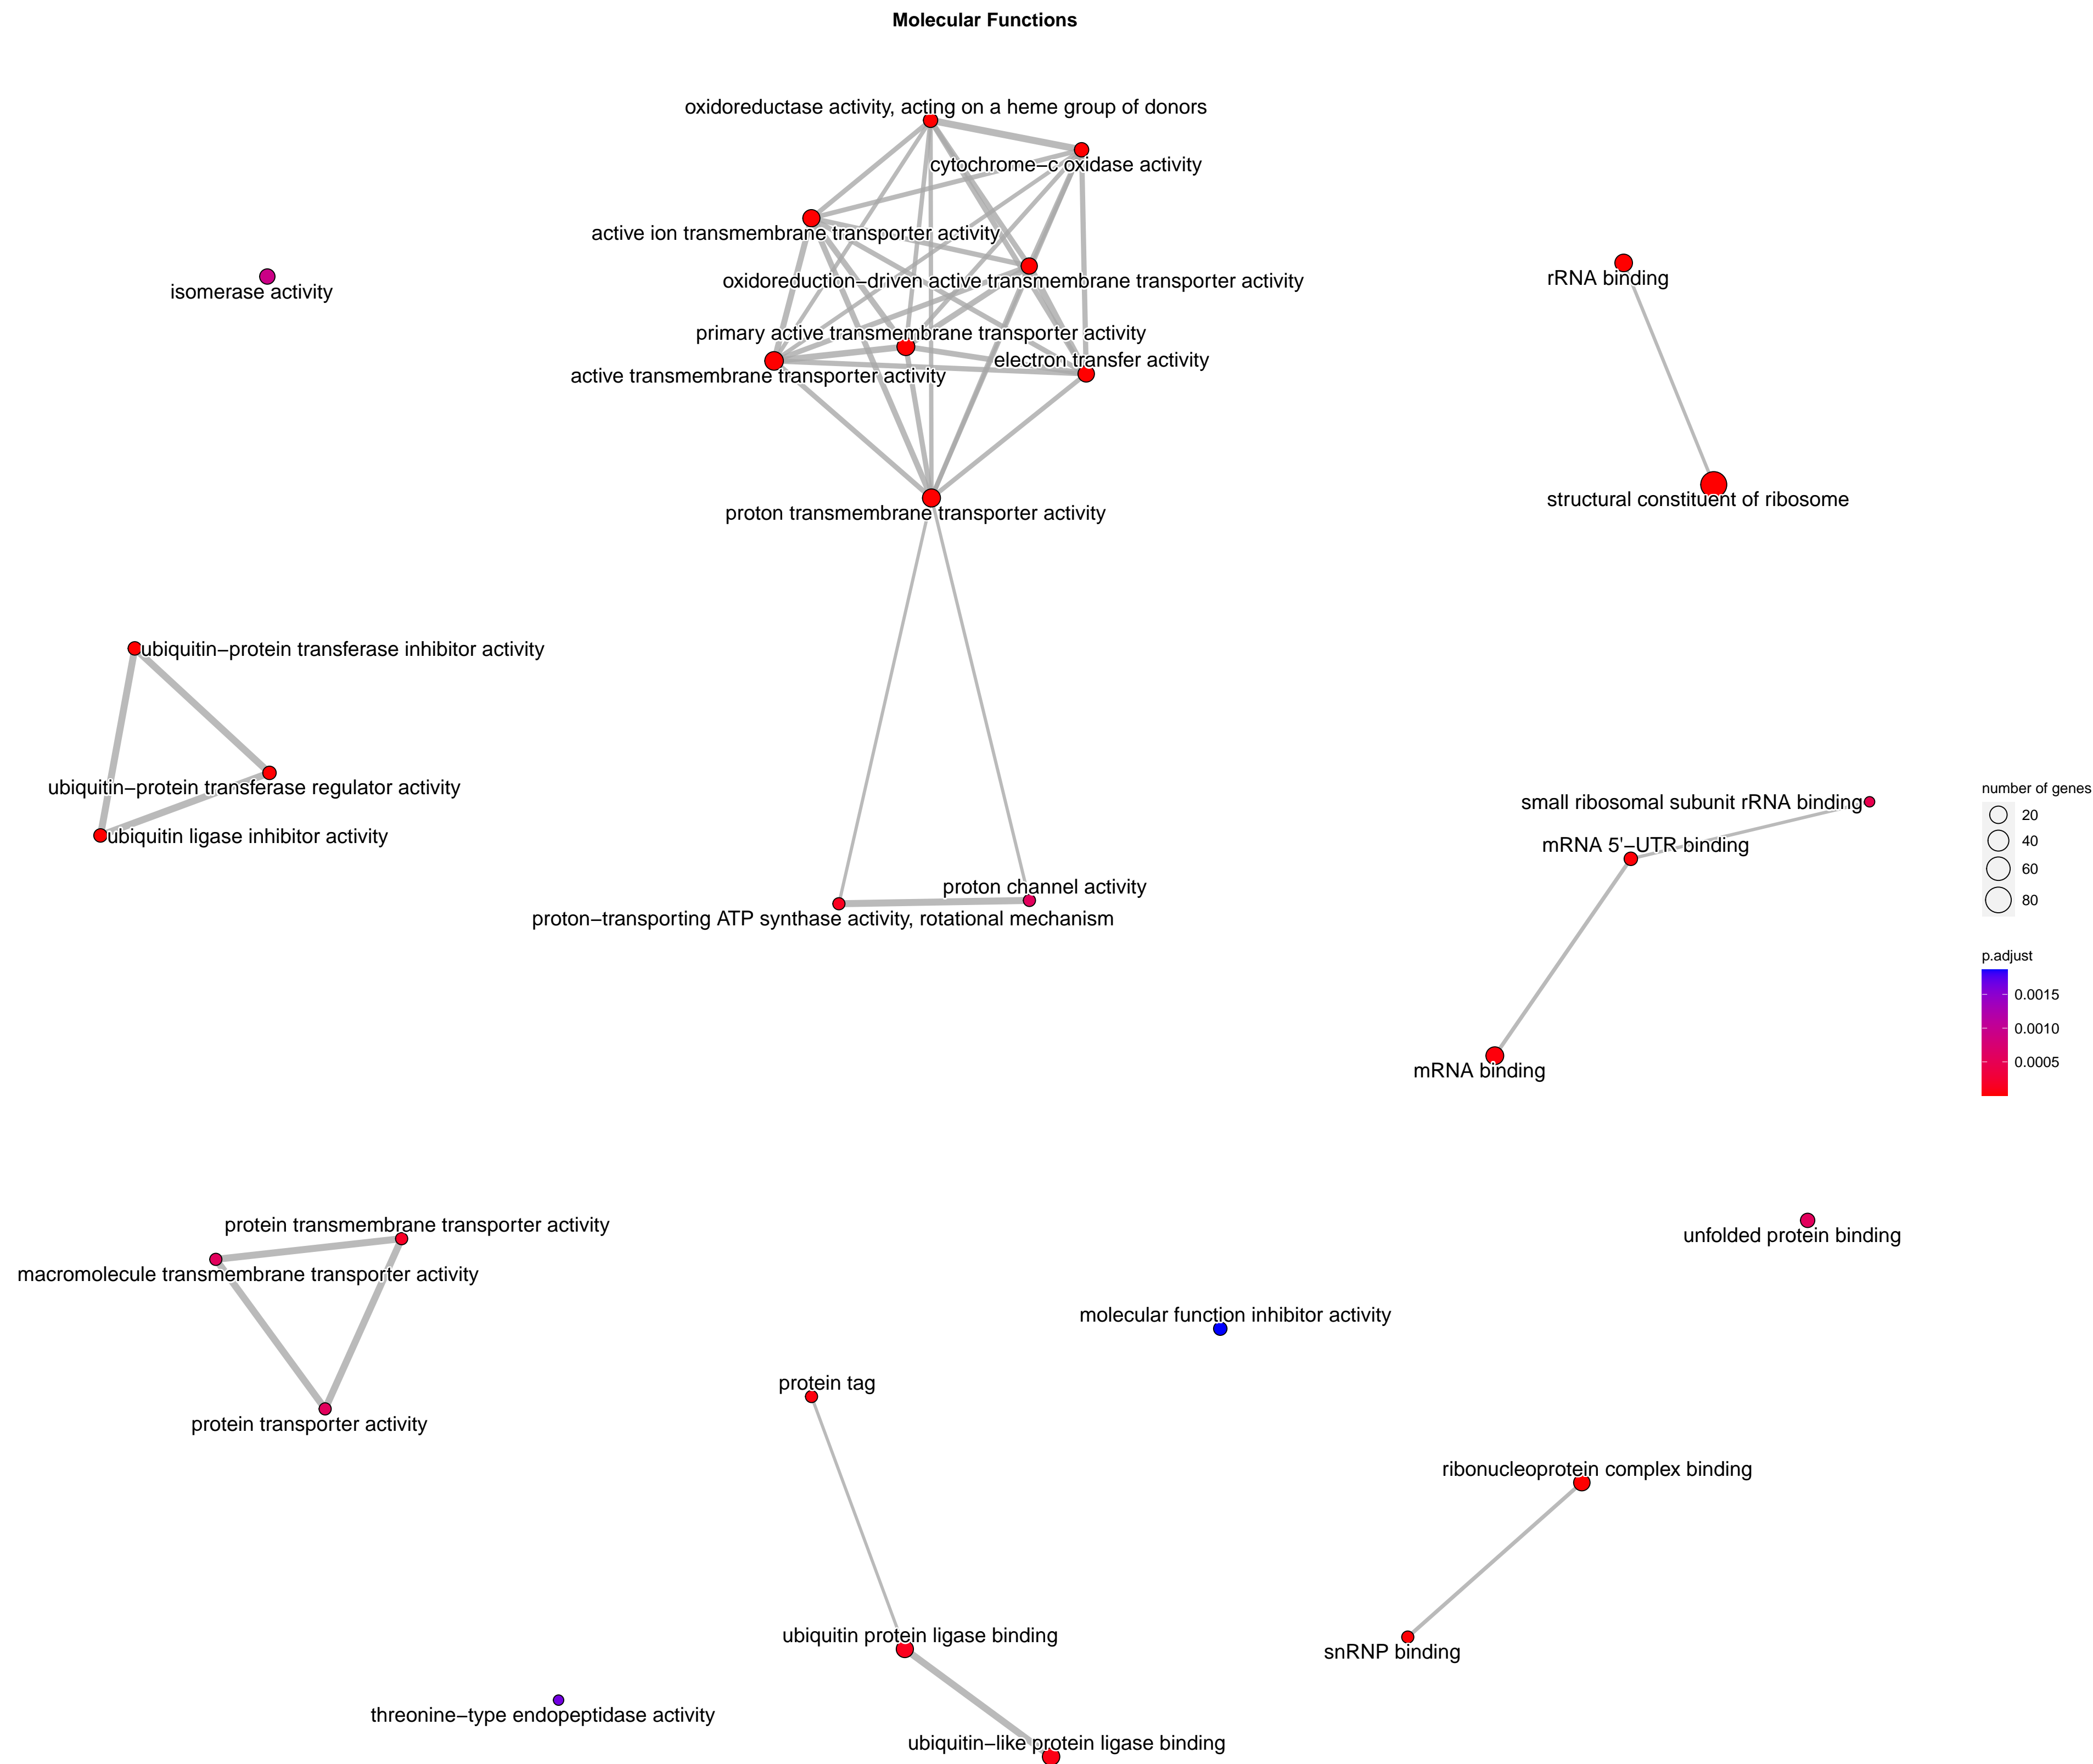 Molecular Functions
oxidoreductase activity, acting on a heme group of donors
cytochrome−c oxidase activity
active ion transmembrane transporter activity
isomerase activity
oxidoreduction−driven active transmembrane transporter activity
rRNA binding
primary active transmembrane transporter activity
electron transfer activity
active transmembrane transporter activity
structural constituent of ribosome
proton transmembrane transporter activity
ubiquitin−protein transferase inhibitor activity
ubiquitin−protein transferase regulator activity
ubiquitin ligase inhibitor activity
small ribosomal subunit rRNA binding
mRNA 5'−UTR binding
proton channel activity
proton−transporting ATP synthase activity, rotational mechanism
mRNA binding
number of genes
20
40
60
80
p.adjust
0.0015
0.0010
0.0005
protein transmembrane transporter activity
macromolecule transmembrane transporter activity
unfolded protein binding
molecular function inhibitor activity
protein tag
protein transporter activity
ribonucleoprotein complex binding
ubiquitin protein ligase binding
snRNP binding
threonine−type endopeptidase activity
ubiquitin−like protein ligase binding